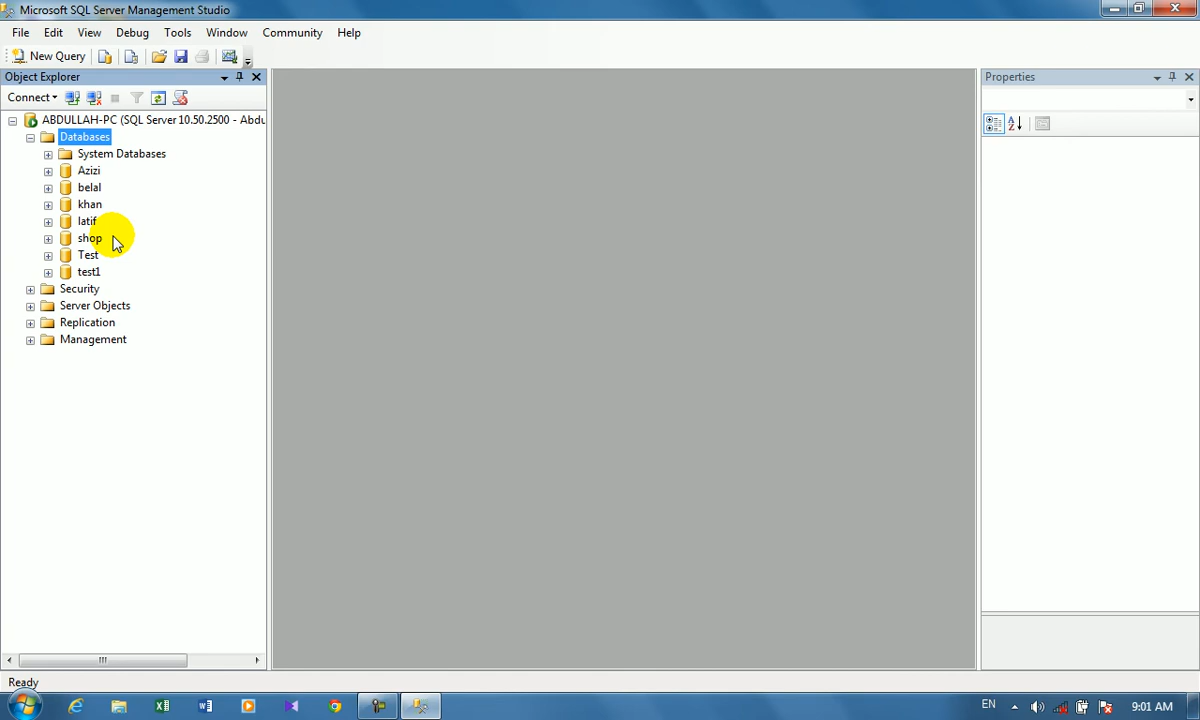 Microsoft SQL Server Management Studio
File Edit View Debug Tools Window Community Help
New Query
Object Explorer
Connect
ABDULLAH-PC (SQL Server 10.50.2500 - Abdu
Databases
System Databases
Azizi
belal
khan
latif
shop
Test
test1
Security
Server Objects
Replication
Management
Properties
Ready
EN 9:01 AM